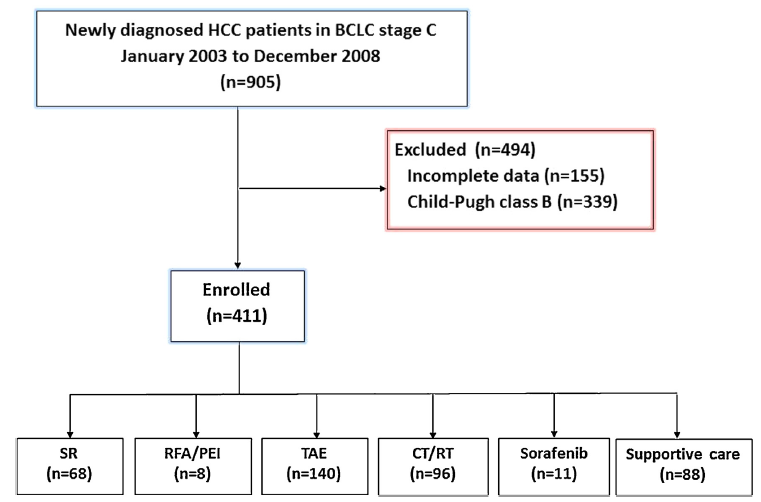 Newly diagnosed HCC patients in BCLC stage C
January 2003 to December 2008
(n=905)
Excluded (n=494)
Incomplete data (n=155)
Child-Pugh class B (n=339)
Enrolled
(n=411)
SR
(n=68)
RFA/PEI
(n=8)
TAE
(n=140)
CT/RT
(n=96)
Sorafenib
(n=11)
Supportive care
(n=88)